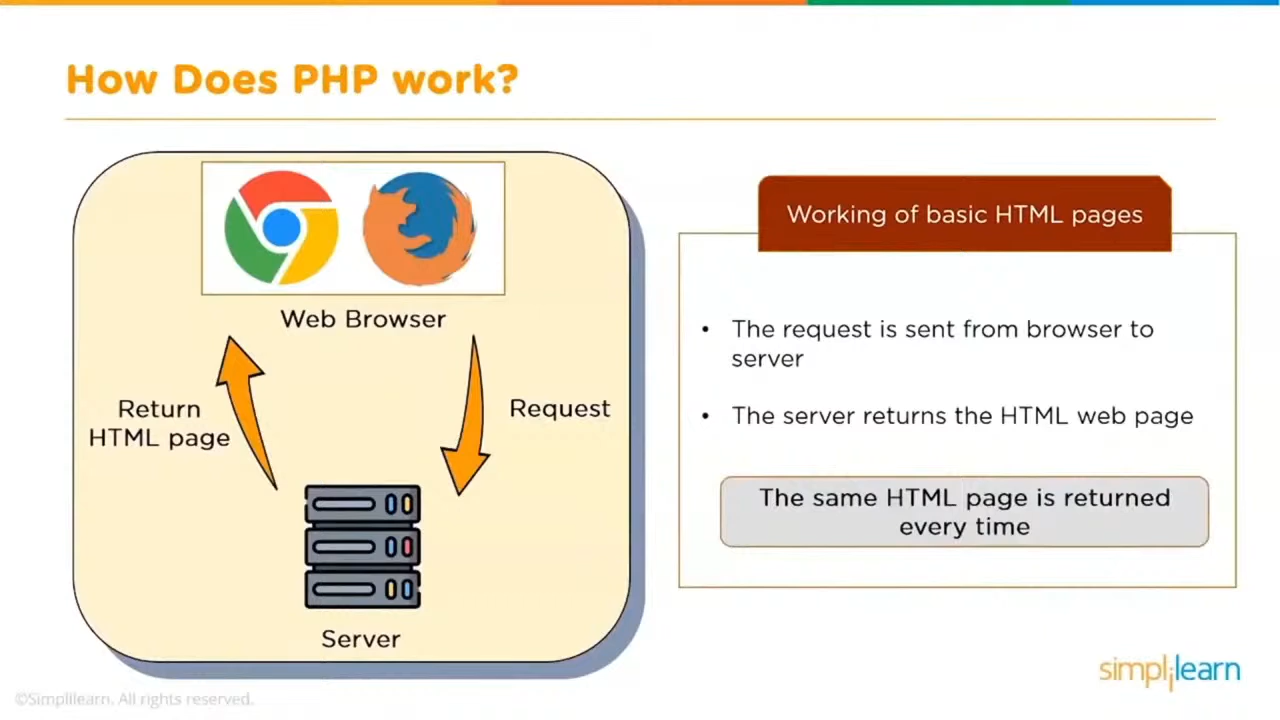 How Does PHP work?
Web Browser
Return
HTML page
Request
Server
Working of basic HTML pages
• The request is sent from browser to
server
• The server returns the HTML web page
The same HTML page is returned
every time
©Simplilearn. All rights reserved.
simplilearn